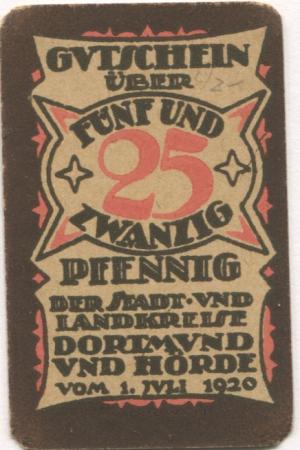 GVTSCHEIN
ÜBER
FÜNF UND
25
ZWANZIG
PFENNIG
DER STADT · VND
LANDKREISE
DORTMVND
VND HÖRDE
VOM 1. JVLI 1920